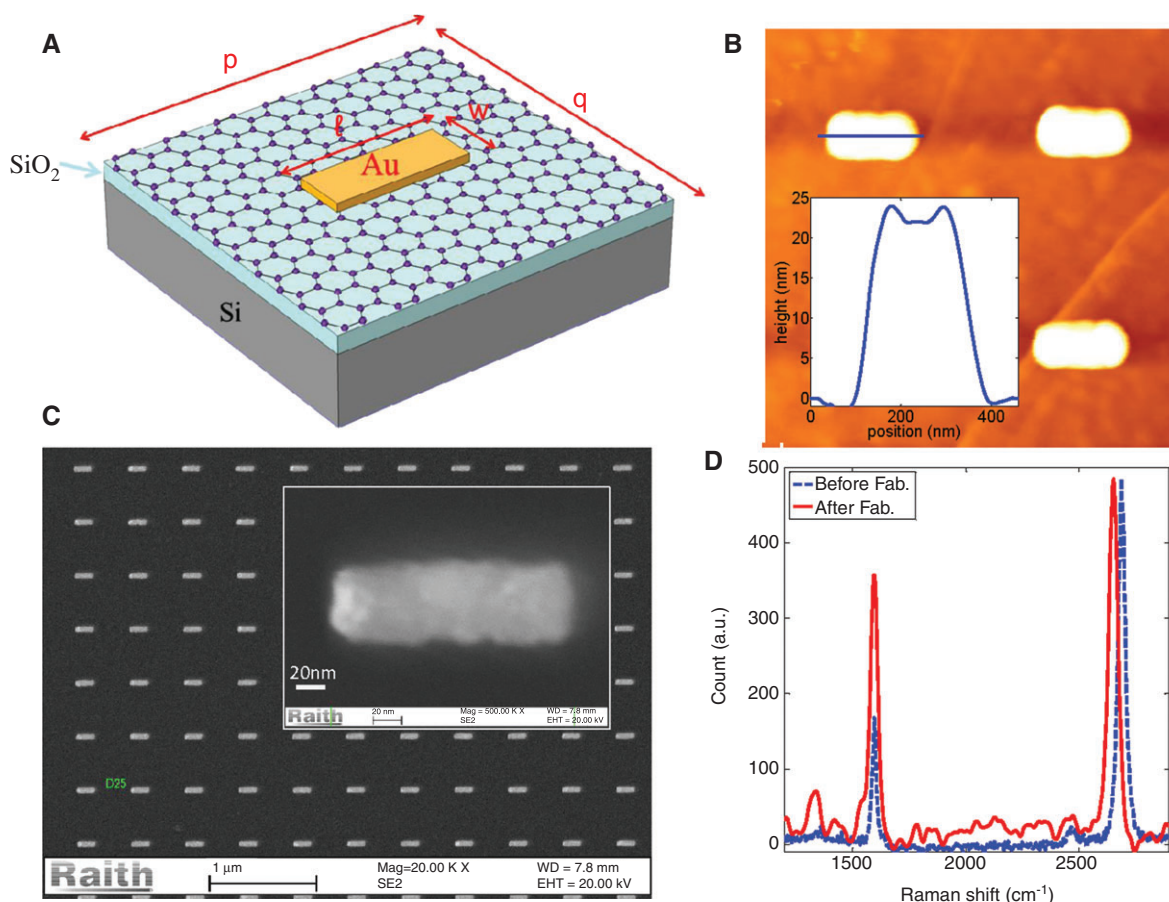 A
p
q
ℓ
w
Au
SiO₂
Si
B
25
20
15
10
5
0
height (nm)
0
200
400
position (nm)
C
20nm
Raith
20 nm
Mag = 500.00 K X
SE2
WD = 7.8 mm
EHT = 20.00 kV
D25
Raith
1 μm
Mag=20.00 K X
SE2
WD = 7.8 mm
EHT = 20.00 kV
D
500
400
300
200
100
0
Count (a.u.)
Before Fab.
After Fab.
1500
2000
2500
Raman shift (cm⁻¹)